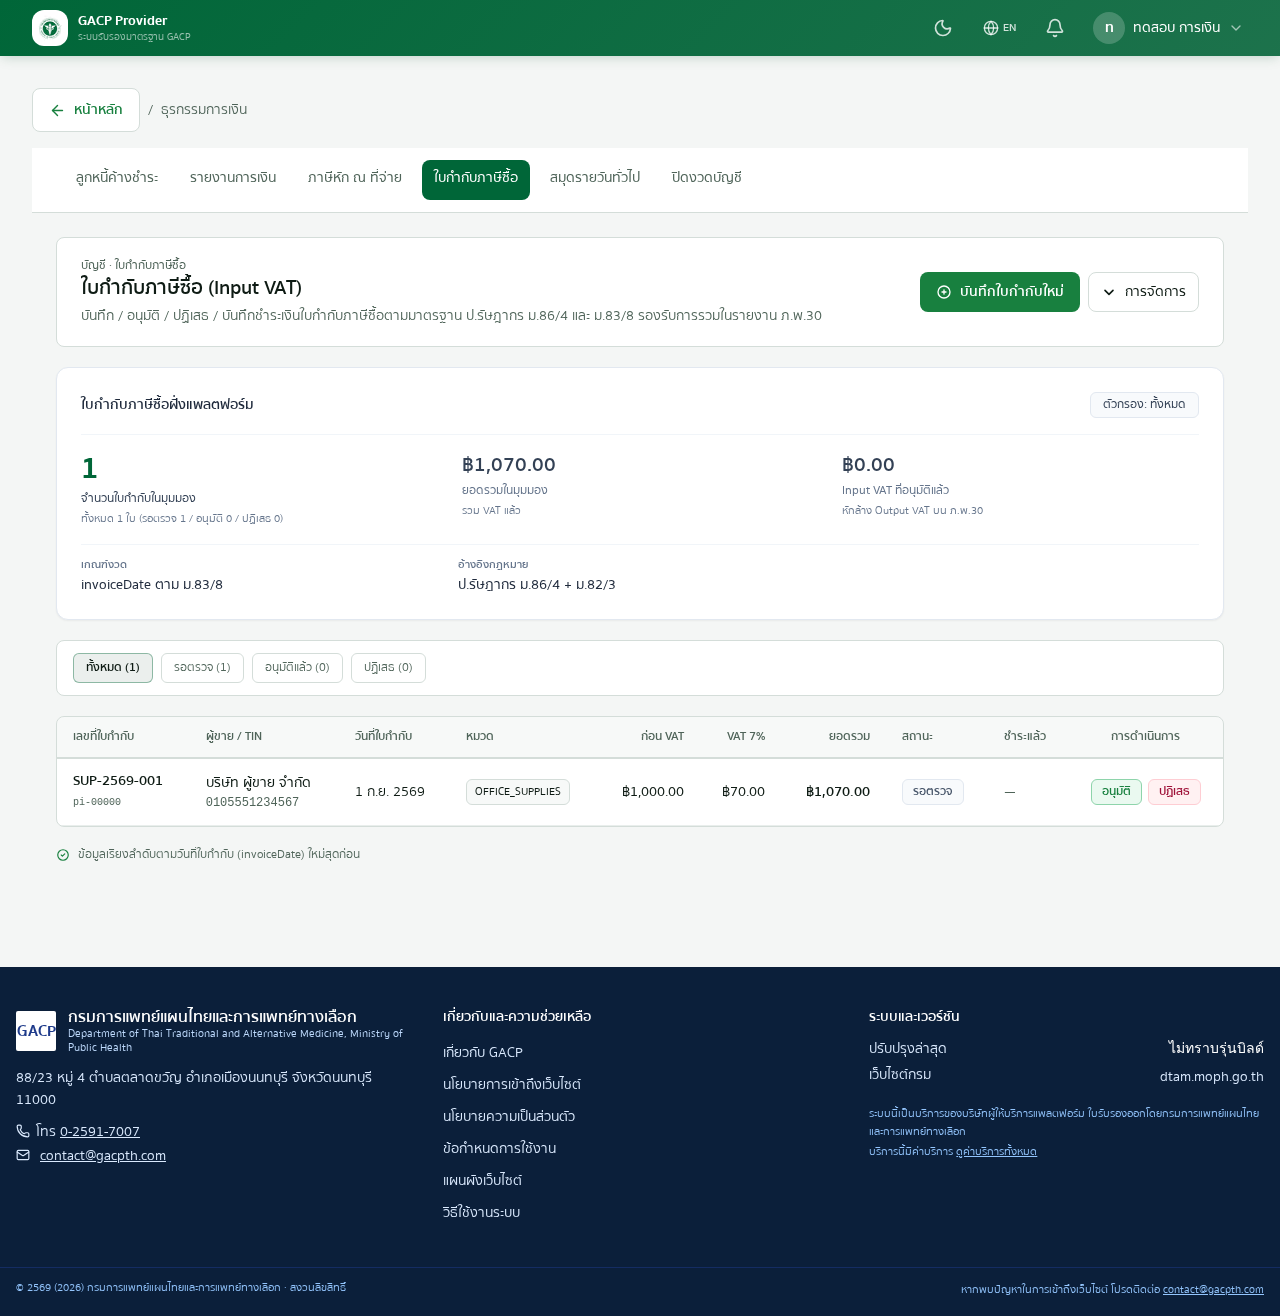 GACP Provider
ระบบรับรองมาตรฐาน GACP
EN
ท
ทดสอบ การเงิน
หน้าหลัก / ธุรกรรมการเงิน
ลูกหนี้ค้างชำระ รายงานการเงิน ภาษีหัก ณ ที่จ่าย ใบกำกับภาษีซื้อ สมุดรายวันทั่วไป ปิดงวดบัญชี
บัญชี · ใบกำกับภาษีซื้อ
ใบกำกับภาษีซื้อ (Input VAT)
บันทึก / อนุมัติ / ปฏิเสธ / บันทึกชำระเงินใบกำกับภาษีซื้อตามมาตรฐาน ป.รัษฎากร ม.86/4 และ ม.83/8 รองรับการรวมในรายงาน ภ.พ.30
บันทึกใบกำกับใหม่
การจัดการ
ใบกำกับภาษีซื้อฝั่งแพลตฟอร์ม
ตัวกรอง: ทั้งหมด
1
จำนวนใบกำกับในมุมมอง
ทั้งหมด 1 ใบ (รอตรวจ 1 / อนุมัติ 0 / ปฏิเสธ 0)
฿1,070.00
ยอดรวมในมุมมอง
รวม VAT แล้ว
฿0.00
Input VAT ที่อนุมัติแล้ว
หักล้าง Output VAT บน ภ.พ.30
เกณฑ์งวด
invoiceDate ตาม ม.83/8
อ้างอิงกฎหมาย
ป.รัษฎากร ม.86/4 + ม.82/3
ทั้งหมด (1) รอตรวจ (1) อนุมัติแล้ว (0) ปฏิเสธ (0)
เลขที่ใบกำกับ ผู้ขาย / TIN วันที่ใบกำกับ หมวด ก่อน VAT VAT 7% ยอดรวม สถานะ ชำระแล้ว การดำเนินการ
SUP-2569-001
pi-00000
บริษัท ผู้ขาย จำกัด
0105551234567
1 ก.ย. 2569 OFFICE_SUPPLIES ฿1,000.00 ฿70.00 ฿1,070.00 รอตรวจ — อนุมัติ ปฏิเสธ
ข้อมูลเรียงลำดับตามวันที่ใบกำกับ (invoiceDate) ใหม่สุดก่อน
GACP
กรมการแพทย์แผนไทยและการแพทย์ทางเลือก
Department of Thai Traditional and Alternative Medicine, Ministry of
Public Health
88/23 หมู่ 4 ตำบลตลาดขวัญ อำเภอเมืองนนทบุรี จังหวัดนนทบุรี
11000
โทร 0-2591-7007
contact@gacpth.com
เกี่ยวกับและความช่วยเหลือ
เกี่ยวกับ GACP
นโยบายการเข้าถึงเว็บไซต์
นโยบายความเป็นส่วนตัว
ข้อกำหนดการใช้งาน
แผนผังเว็บไซต์
วิธีใช้งานระบบ
ระบบและเวอร์ชัน
ปรับปรุงล่าสุด ไม่ทราบรุ่นบิลด์
เว็บไซต์กรม dtam.moph.go.th
ระบบนี้เป็นบริการของบริษัทผู้ให้บริการแพลตฟอร์ม ใบรับรองออกโดยกรมการแพทย์แผนไทย
และการแพทย์ทางเลือก
บริการนี้มีค่าบริการ ดูค่าบริการทั้งหมด
© 2569 (2026) กรมการแพทย์แผนไทยและการแพทย์ทางเลือก · สงวนลิขสิทธิ์
หากพบปัญหาในการเข้าถึงเว็บไซต์ โปรดติดต่อ contact@gacpth.com